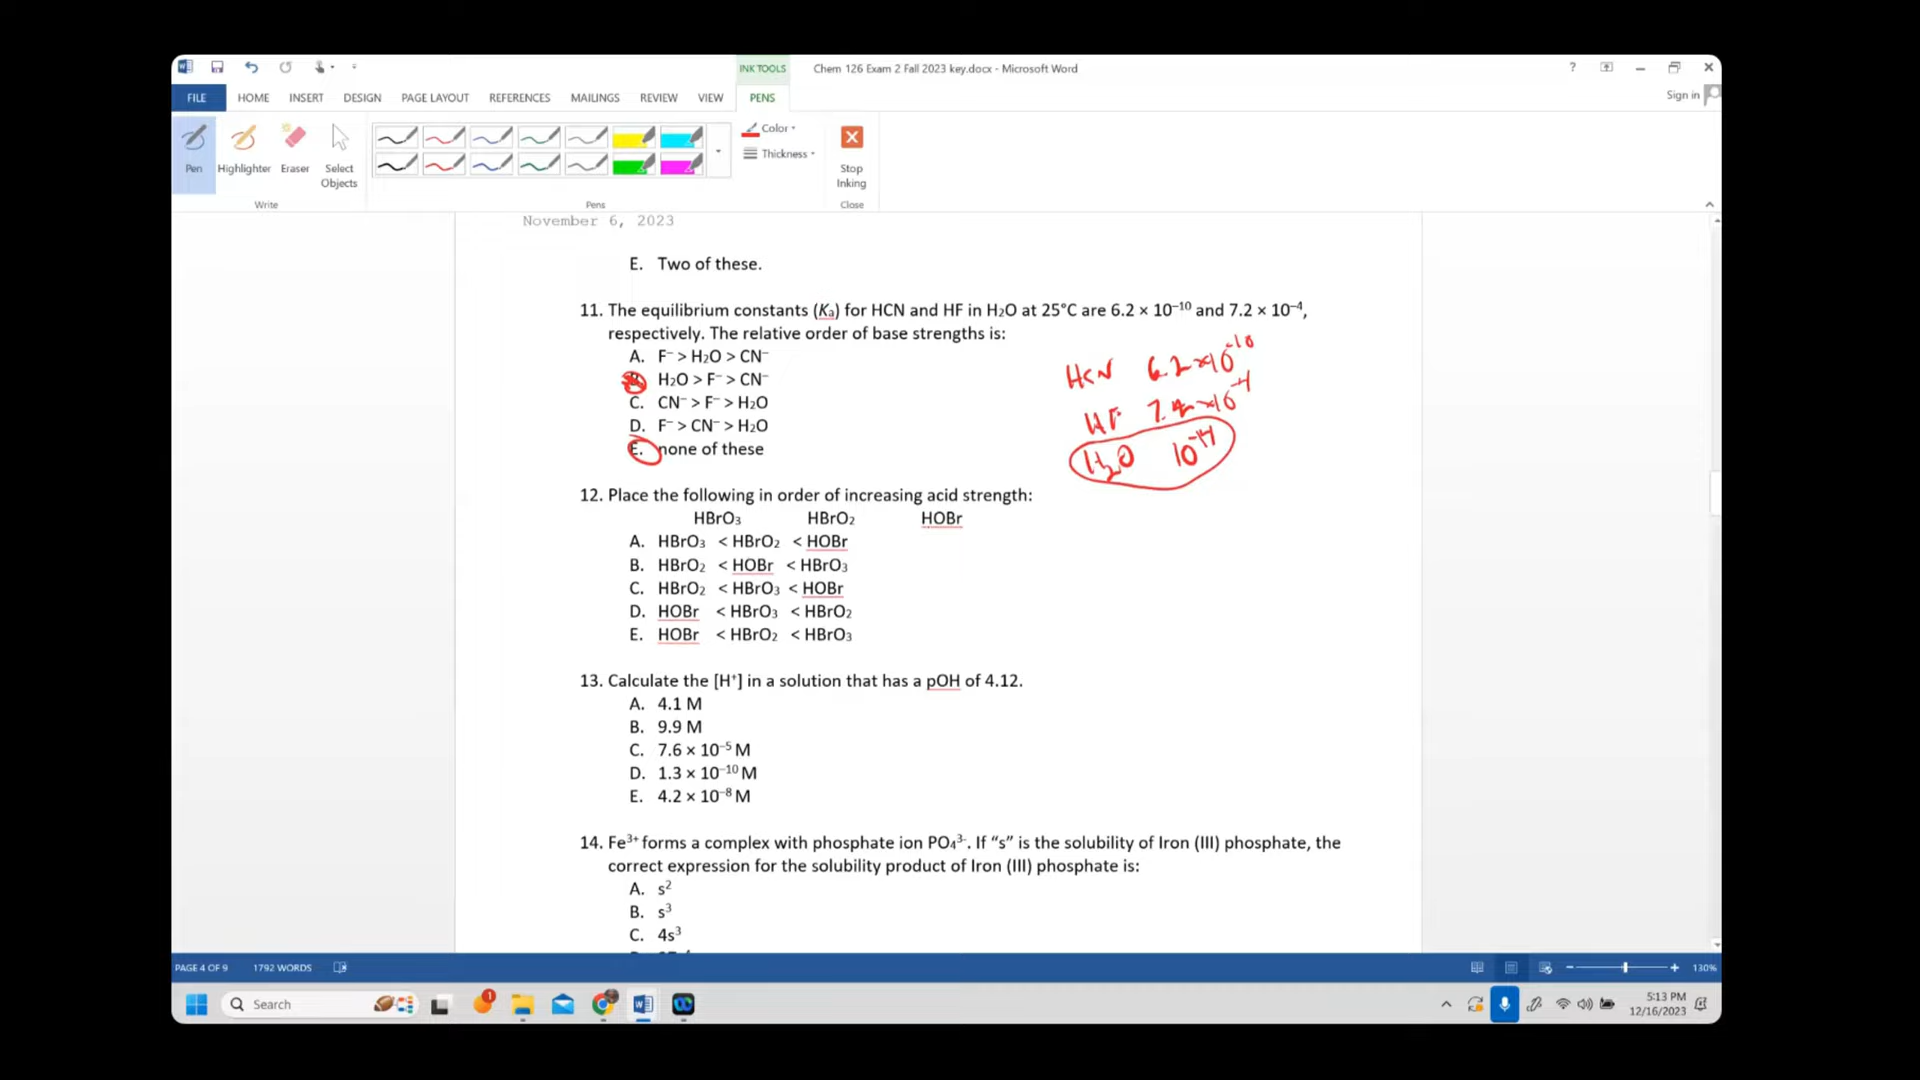 INK TOOLS
Chem 126 Exam 2 Fall 2023 key.docx - Microsoft Word
FILE HOME INSERT DESIGN PAGE LAYOUT REFERENCES MAILINGS REVIEW VIEW PENS
Sign in
Pen Highlighter Eraser Select Objects
Color
Thickness
Stop Inking
Write Pens Close
November 6, 2023
E. Two of these.
11. The equilibrium constants (Kₐ) for HCN and HF in H₂O at 25°C are 6.2 × 10⁻¹⁰ and 7.2 × 10⁻⁴,
respectively. The relative order of base strengths is:
A. F⁻ > H₂O > CN⁻
H₂O > F⁻ > CN⁻
C. CN⁻ > F⁻ > H₂O
D. F⁻ > CN⁻ > H₂O
E. none of these
HCN 6.2 ×10⁻¹⁰
HF ×10⁻⁴
H₂O 10⁻¹⁴
12. Place the following in order of increasing acid strength:
HBrO₃ HBrO₂ HOBr
A. HBrO₃ < HBrO₂ < HOBr
B. HBrO₂ < HOBr < HBrO₃
C. HBrO₂ < HBrO₃ < HOBr
D. HOBr < HBrO₃ < HBrO₂
E. HOBr < HBrO₂ < HBrO₃
13. Calculate the [H⁺] in a solution that has a pOH of 4.12.
A. 4.1 M
B. 9.9 M
C. 7.6 × 10⁻⁵ M
D. 1.3 × 10⁻¹⁰ M
E. 4.2 × 10⁻⁸ M
14. Fe³⁺ forms a complex with phosphate ion PO₄³⁻. If “s” is the solubility of Iron (III) phosphate, the
correct expression for the solubility product of Iron (III) phosphate is:
A. s²
B. s³
C. 4s³
PAGE 4 OF 9 1792 WORDS
130%
Search
1
5:13 PM
12/16/2023